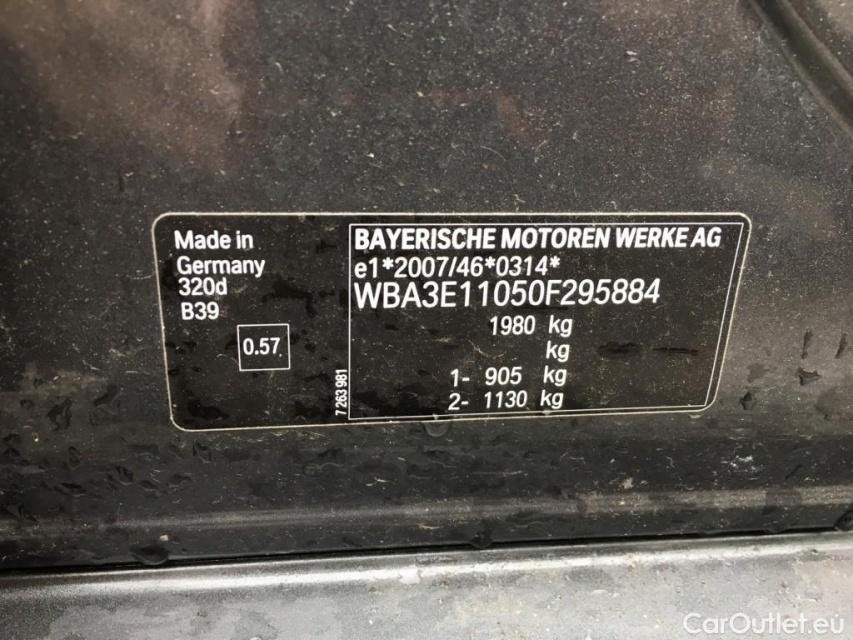 Made in
Germany
320d
B39
0.57
7 263 981
BAYERISCHE MOTOREN WERKE AG
e1*2007/46*0314*
WBA3E11050F295884
1980 kg
kg
1- 905 kg
2- 1130 kg
CarOutlet.eu